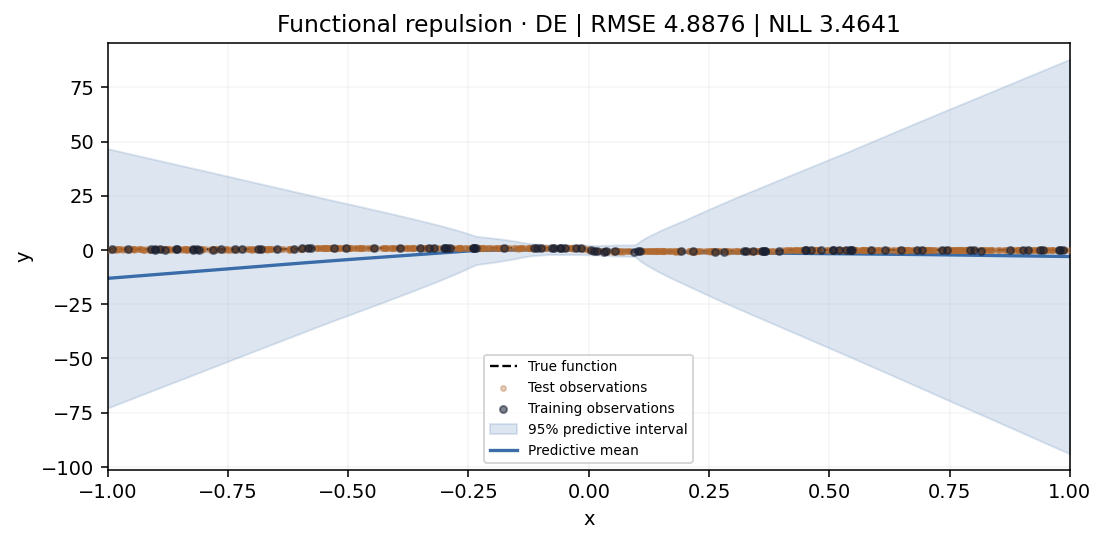 Functional repulsion · DE | RMSE 4.8876 | NLL 3.4641
75
50
25
0
−25
−50
−75
−100
y
True function
Test observations
Training observations
95% predictive interval
Predictive mean
−1.00 −0.75 −0.50 −0.25 0.00 0.25 0.50 0.75 1.00
x